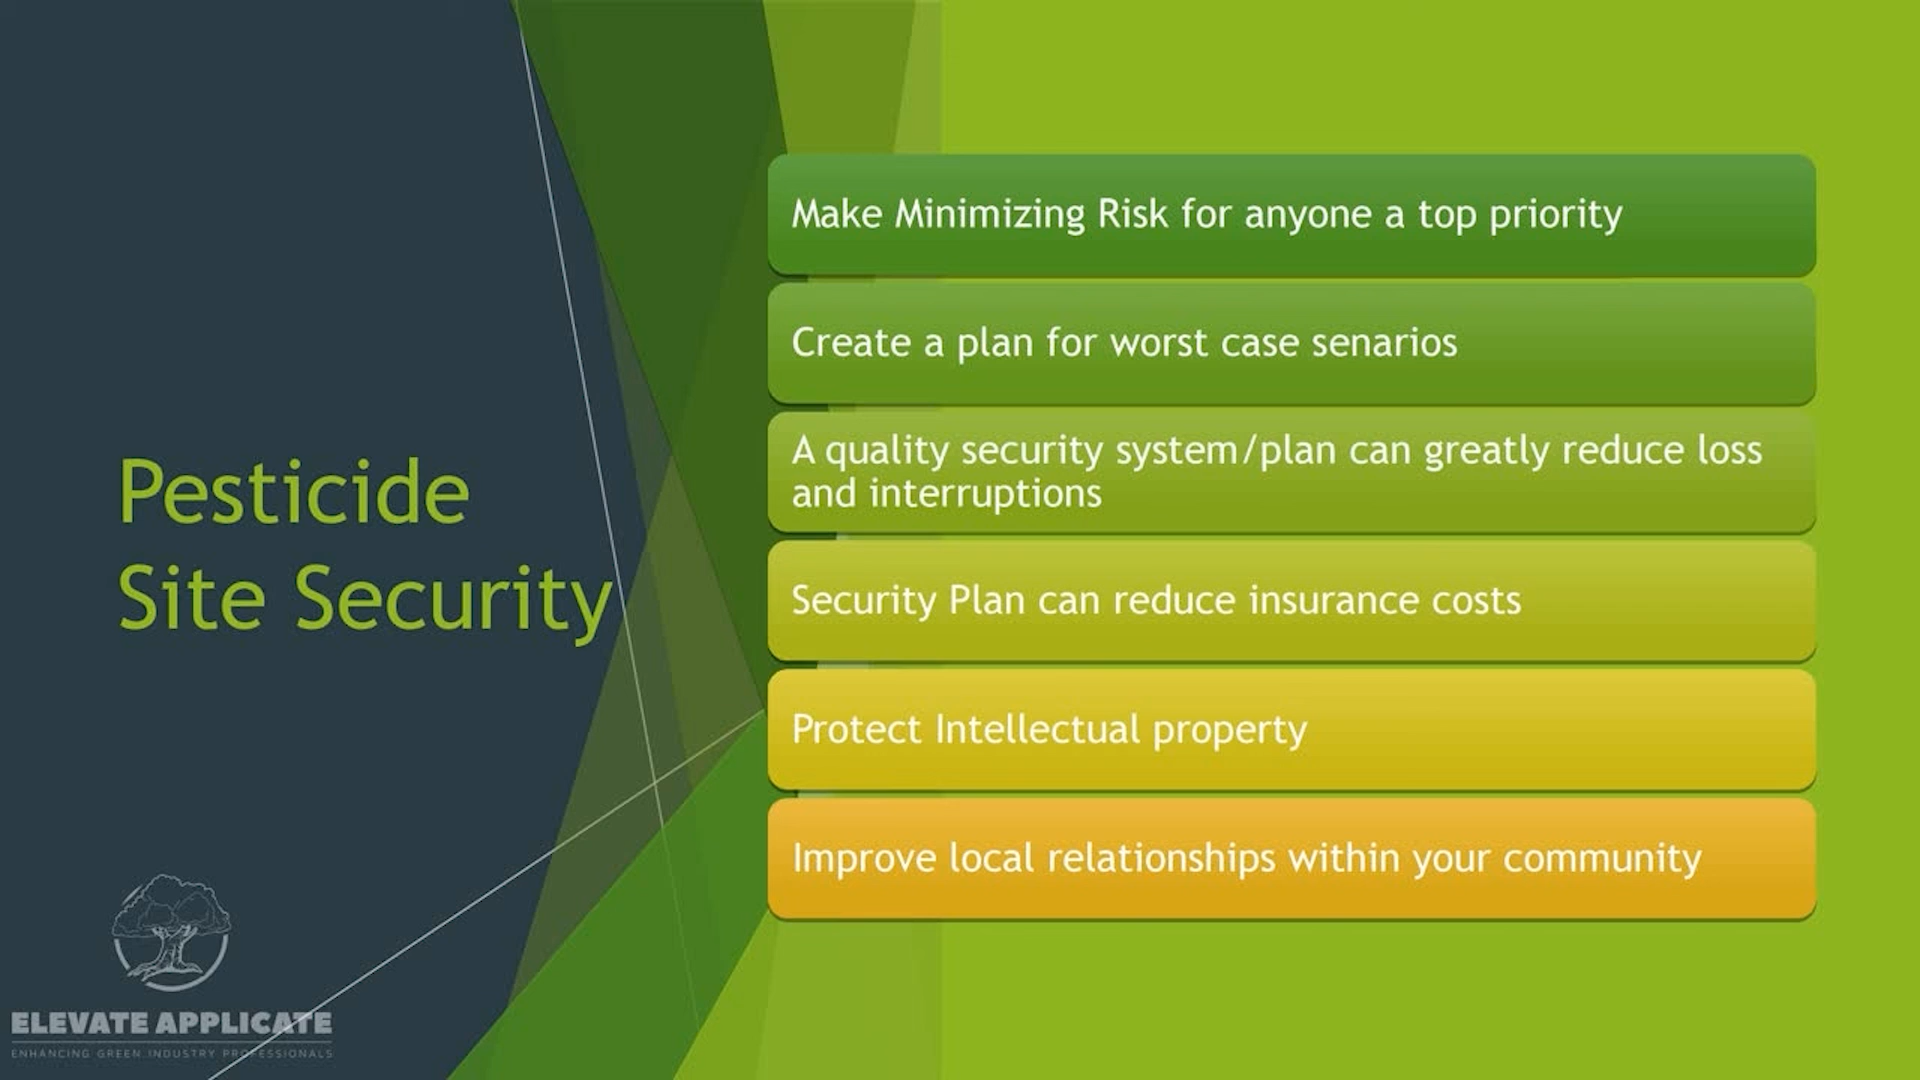 Pesticide
Site Security
Make Minimizing Risk for anyone a top priority
Create a plan for worst case senarios
A quality security system/plan can greatly reduce loss
and interruptions
Security Plan can reduce insurance costs
Protect Intellectual property
Improve local relationships within your community
ELEVATE APPLICATE
ENHANCING GREEN INDUSTRY PROFESSIONALS